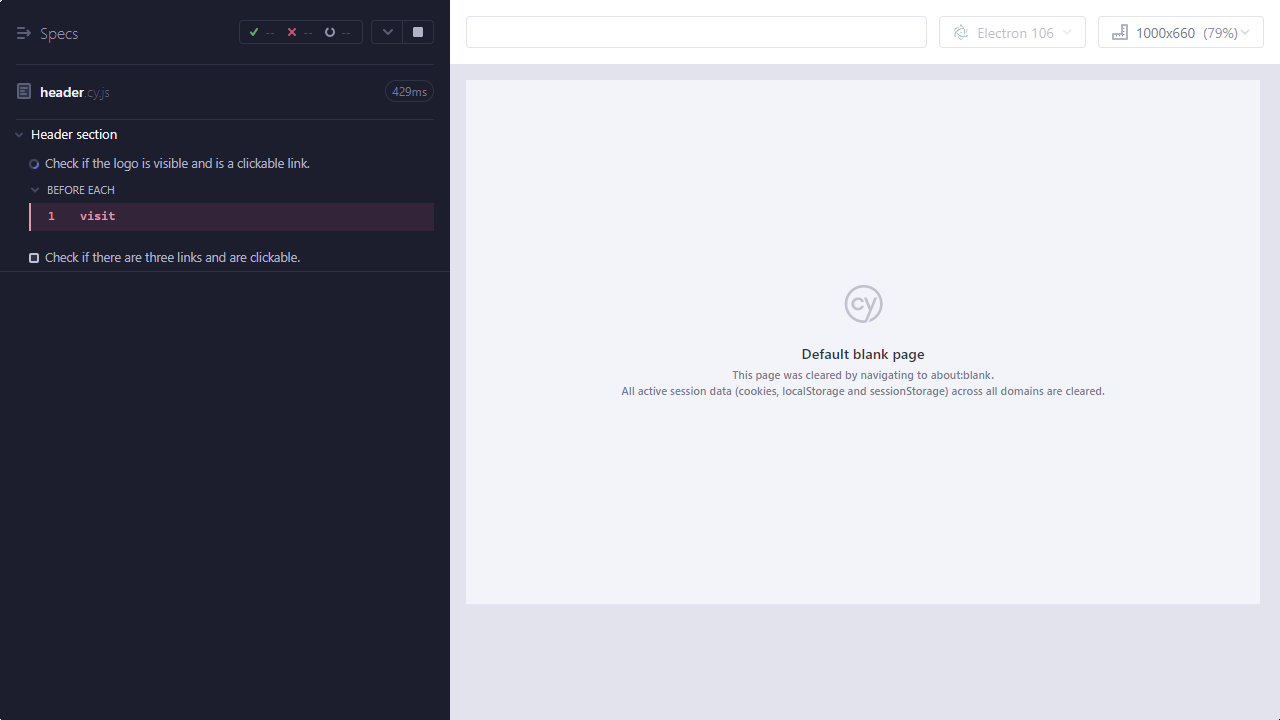 Specs
-- -- --
header.cy.js
429ms
Header section
Check if the logo is visible and is a clickable link.
BEFORE EACH
1 visit
Check if there are three links and are clickable.
Electron 106
1000x660 (79%)
cy
Default blank page
This page was cleared by navigating to about:blank.
All active session data (cookies, localStorage and sessionStorage) across all domains are cleared.